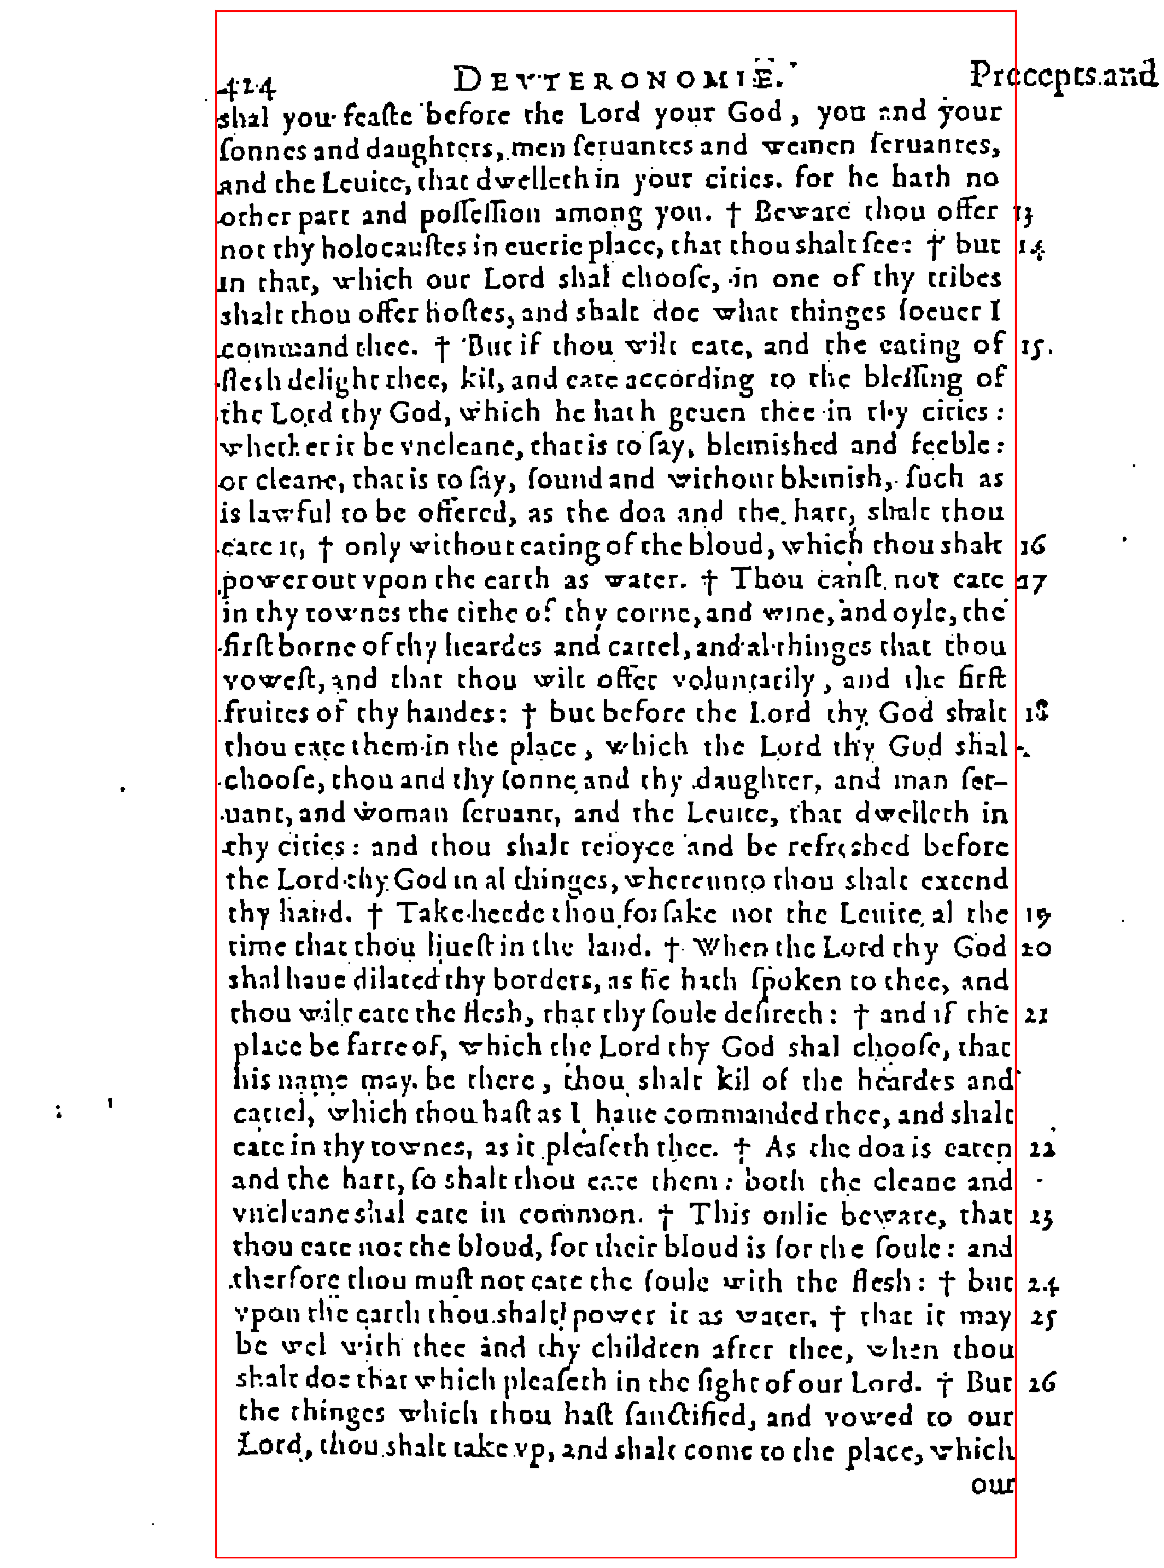 424 DEVTERONOMIE. Precepts and
shal you feaſte before the Lord your God, you and your
ſonnes and daughters, men ſeruantes and wemen ſeruantes,
and the Leuite, that dwelleth in your cities. for he hath no
other part and poſſeſſion among you. † Beware thou offer 13
not thy holocauſtes in euerie place, that thou shalt ſee: † but 14
in that, which our Lord shal chooſe, in one of thy tribes
shalt thou offer hoſtes, and shalt doe what thinges ſoeuer I
command thee. † But if thou wilt eate, and the eating of 15.
flesh delight thee, kil, and eate according to the bleſſing of
the Lord thy God, which he hath geuen thee in thy cities:
whether it be vncleane, that is to ſay, blemished and feeble:
or cleane, that is to ſay, ſound and without blemish, ſuch as
is lawful to be offered, as the doa and the hart, shalt thou
eate it, † only without eating of the bloud, which thou shalt 16
power out vpon the earth as water. † Thou canſt not eate 17
in thy townes the tithe of thy corne, and wine, and oyle, the
firſt borne of thy heardes and cattel, and al thinges that thou
voweſt, and that thou wilt offer voluntarily, and the firſt
fruites of thy handes: † but before the Lord thy God shalt 18
thou eate them in the place, which the Lord thy God shal
chooſe, thou and thy ſonne and thy daughter, and man ſer-
uant, and woman ſeruant, and the Leuite, that dwelleth in
thy cities: and thou shalt reioyce and be refreshed before
the Lord thy God in al thinges, whereunto thou shalt extend
thy hand. † Take heede thou forſake not the Leuite al the 19
time that thou liueſt in the land. † When the Lord thy God 20
shal haue dilated thy borders, as he hath ſpoken to thee, and
thou wilt eate the flesh, that thy ſoule deſireth: † and if the 21
place be farre of, which the Lord thy God shal chooſe, that
his name may be there, thou shalt kil of the heardes and
cattel, which thou haſt as I haue commanded thee, and shalt
eate in thy townes, as it pleaſeth thee. † As the doa is eaten 22
and the hart, ſo shalt thou eate them: both the cleane and
vncleane shal eate in common. † This onlie beware, that 23
thou eate not the bloud, for their bloud is for the ſoule: and
therfore thou muſt not eate the ſoule with the flesh: † but 24
vpon the earth thou shalt power it as water. † that it may 25
be wel with thee and thy children after thee, when thou
shalt doe that which pleaſeth in the ſight of our Lord. † But 26
the thinges which thou haſt ſanctified, and vowed to our
Lord, thou shalt take vp, and shalt come to the place, which
our